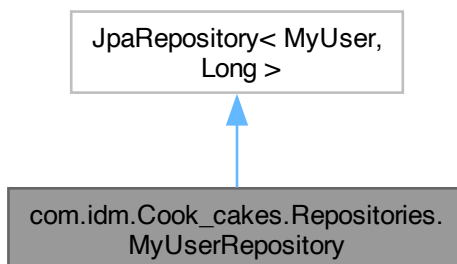 JpaRepository< MyUser,
Long >
com.idm.Cook_cakes.Repositories.
MyUserRepository